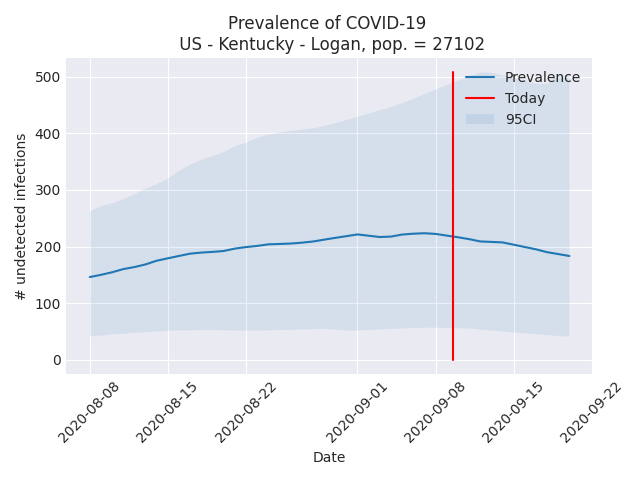 Prevalence of COVID-19
US - Kentucky - Logan, pop. = 27102
# undetected infections
500
400
300
200
100
0
Prevalence
Today
95CI
2020-08-08
2020-08-15
2020-08-22
2020-09-01
2020-09-08
2020-09-15
2020-09-22
Date